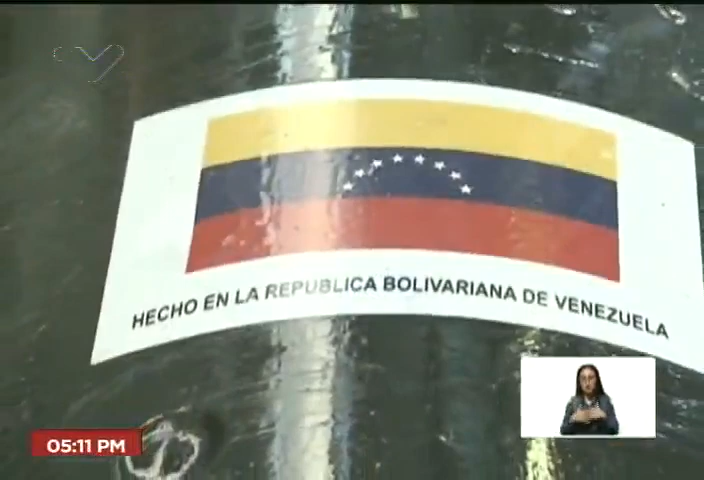 HECHO EN LA REPUBLICA BOLIVARIANA DE VENEZUELA
05:11 PM